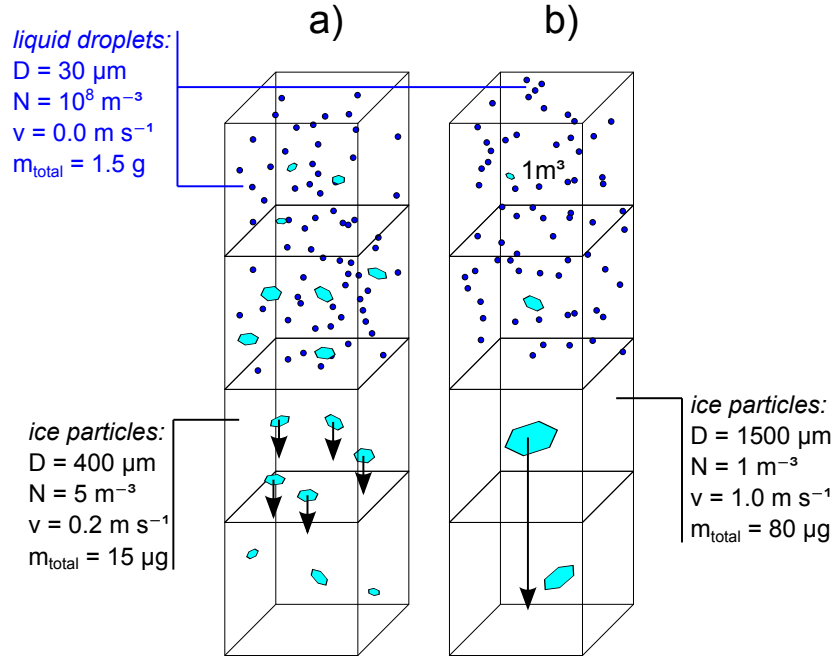 a)
b)
liquid droplets:
D = 30 µm
N = 10⁸ m⁻³
v = 0.0 m s⁻¹
m_total = 1.5 g
1m³
ice particles:
D = 400 µm
N = 5 m⁻³
v = 0.2 m s⁻¹
m_total = 15 µg
ice particles:
D = 1500 µm
N = 1 m⁻³
v = 1.0 m s⁻¹
m_total = 80 µg